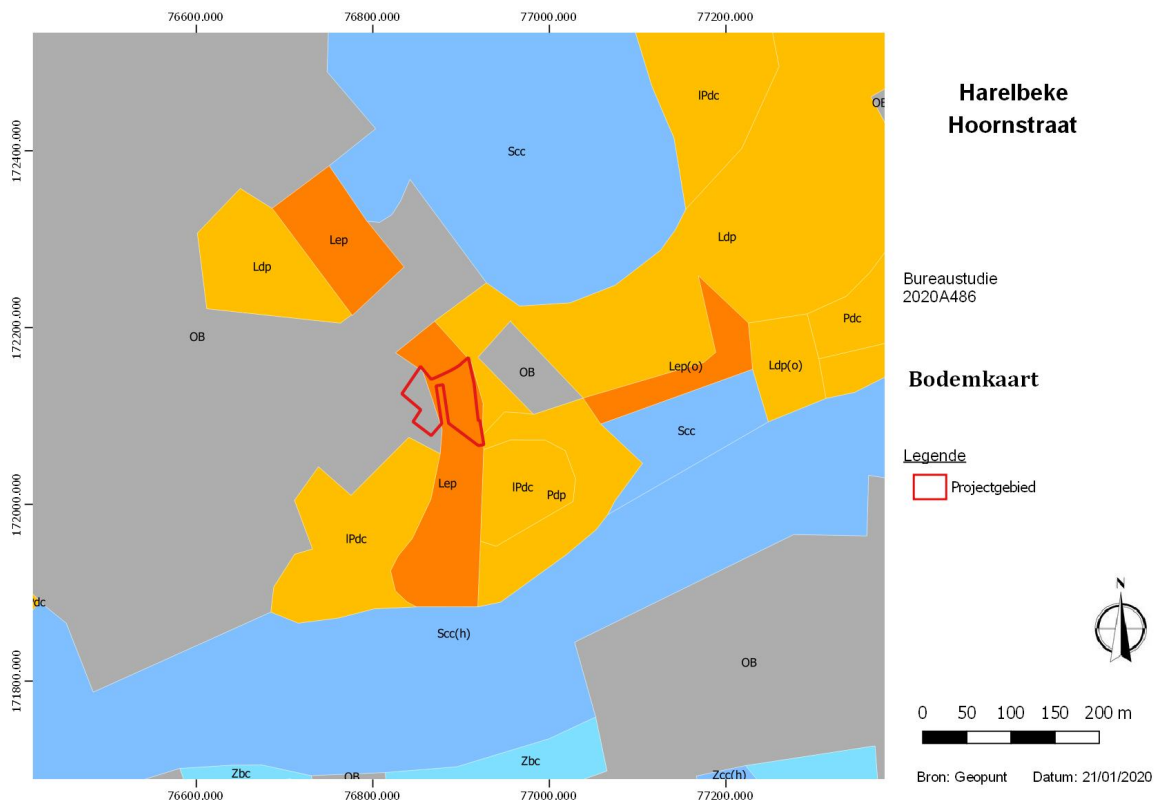 76600.000 76800.000 77000.000 77200.000
172400.000
172200.000
172000.000
171800.000
lPdc
OB
Scc
Lep
Ldp
Ldp
OB
Pdc
Lep(o)
Ldp(o)
OB
Scc
Lep
lPdc
Pdp
lPdc
dc
Scc(h)
OB
Zbc
Zbc
OB
Zcc(h)
76600.000 76800.000 77000.000 77200.000
Harelbeke
Hoornstraat
Bureaustudie
2020A486
Bodemkaart
Legende
Projectgebied
N
0 50 100 150 200 m
Bron: Geopunt Datum: 21/01/2020